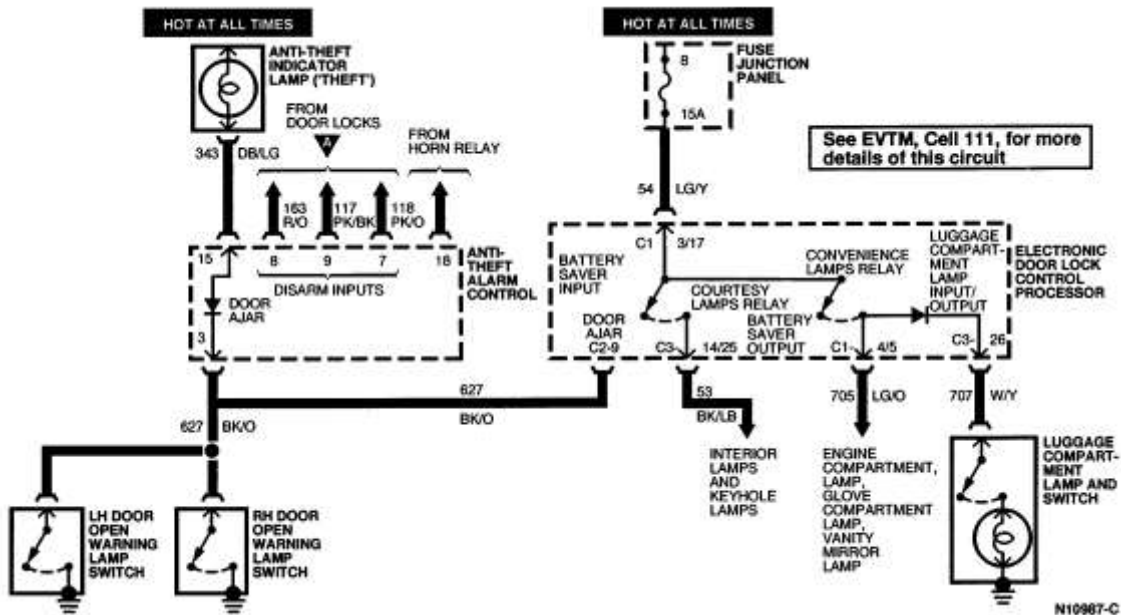 HOT AT ALL TIMES
HOT AT ALL TIMES
ANTI-THEFT
INDICATOR
LAMP ('THEFT')
FROM
DOOR LOCKS
A
FROM
HORN RELAY
343 DB/LG
163
R/O
117
PK/BK
118
PK/O
8
15A
FUSE
JUNCTION
PANEL
See EVTM, Cell 111, for more
details of this circuit
54 LG/Y
15
8
9
7
18
DISARM INPUTS
DOOR
AJAR
3
ANTI-
THEFT
ALARM
CONTROL
C1 3/17
BATTERY
SAVER
INPUT
COURTESY
LAMPS RELAY
CONVENIENCE
LAMPS RELAY
LUGGAGE
COMPART-
MENT
LAMP
INPUT/
OUTPUT
ELECTRONIC
DOOR LOCK
CONTROL
PROCESSOR
DOOR
AJAR
C2-9
C3- 14/25
BATTERY
SAVER
OUTPUT
C1- 4/5
C3- 26
627
BK/O
627 BK/O
53
BK/LB
705 LG/O
707 W/Y
INTERIOR
LAMPS
AND
KEYHOLE
LAMPS
ENGINE
COMPARTMENT,
LAMP,
GLOVE
COMPARTMENT
LAMP,
VANITY
MIRROR
LAMP
LUGGAGE
COMPART-
MENT
LAMP AND
SWITCH
LH DOOR
OPEN
WARNING
LAMP
SWITCH
RH DOOR
OPEN
WARNING
LAMP
SWITCH
N10987-C